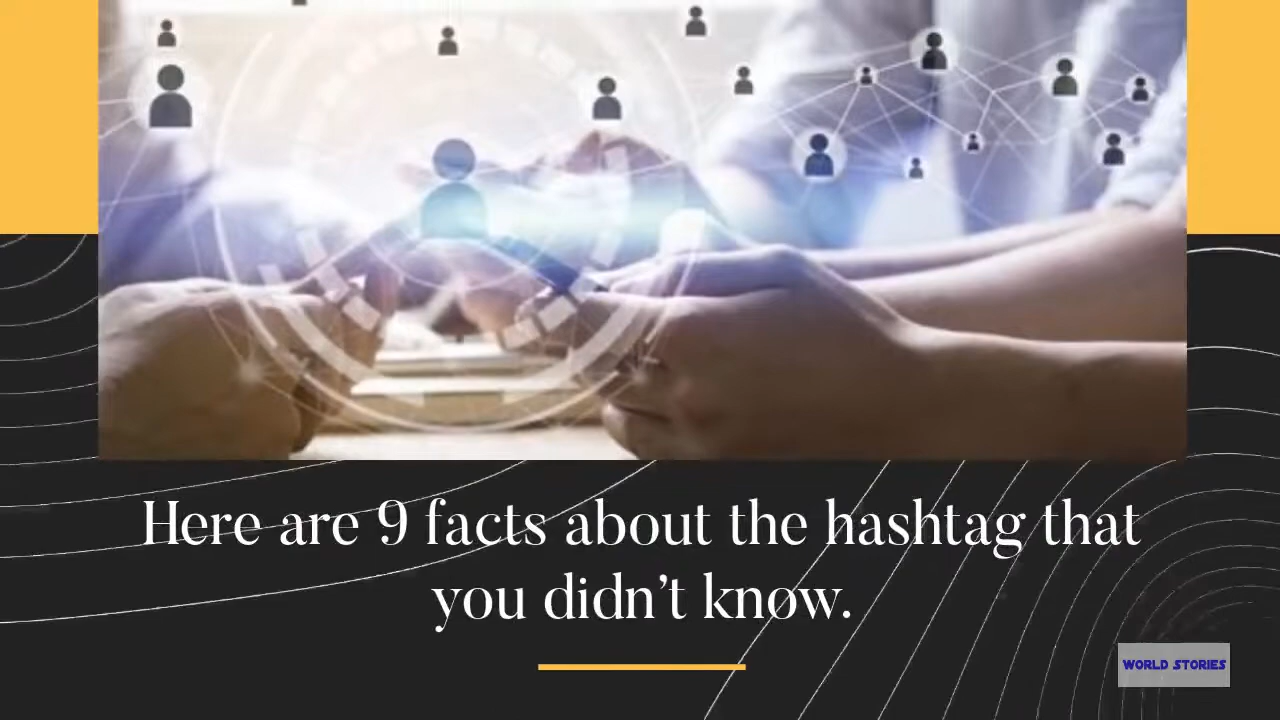 Here are 9 facts about the hashtag that
you didn’t know.
WORLD STORIES